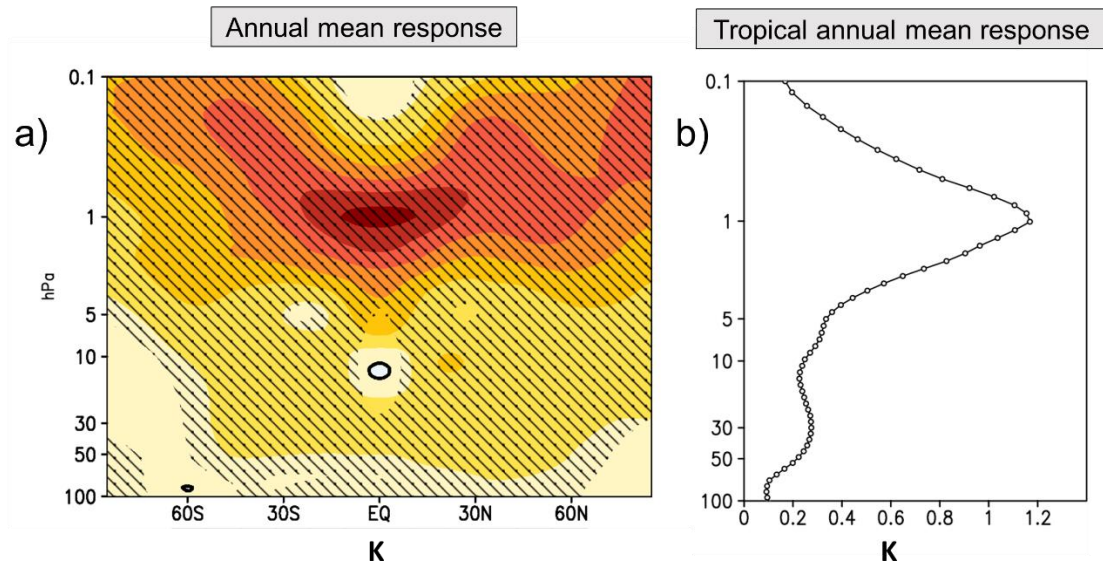 Annual mean response
Tropical annual mean response
a)
0.1
1
5
10
30
50
100
hPa
60S 30S EQ 30N 60N
K
b)
0.1
1
5
10
30
50
100
0 0.2 0.4 0.6 0.8 1 1.2
K